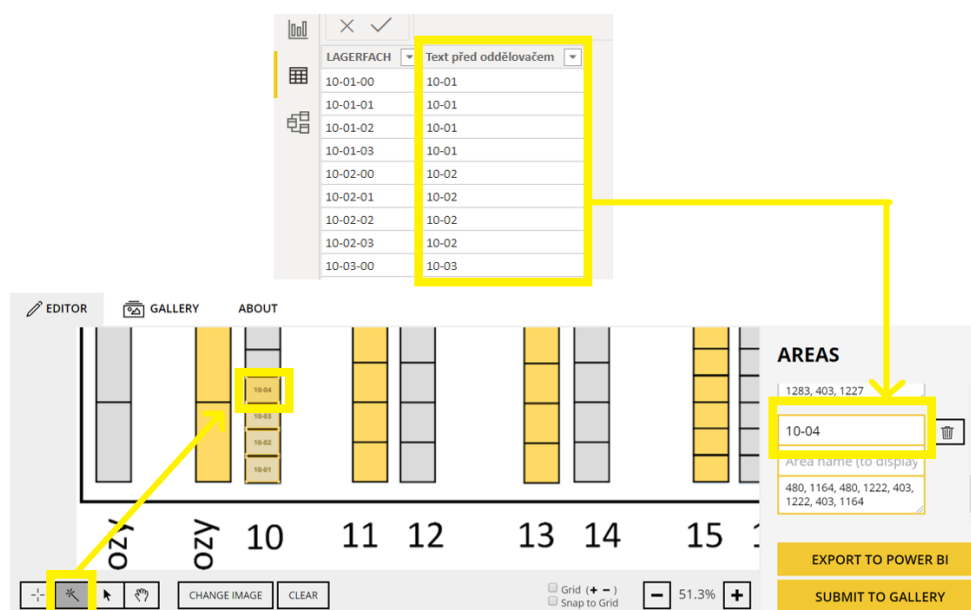 LAGERFACH Text před oddělovačem
10-01-00 10-01
10-01-01 10-01
10-01-02 10-01
10-01-03 10-01
10-02-00 10-02
10-02-01 10-02
10-02-02 10-02
10-02-03 10-02
10-03-00 10-03
EDITOR GALLERY ABOUT
10-04
10-03
10-02
10-01
ozy ozy 10 11 12 13 14 15
AREAS
1283, 403, 1227
10-04
Area name (to display
480, 1164, 480, 1222, 403,
1222, 403, 1164
EXPORT TO POWER BI
SUBMIT TO GALLERY
CHANGE IMAGE CLEAR
Grid (+ −)
Snap to Grid
51.3%